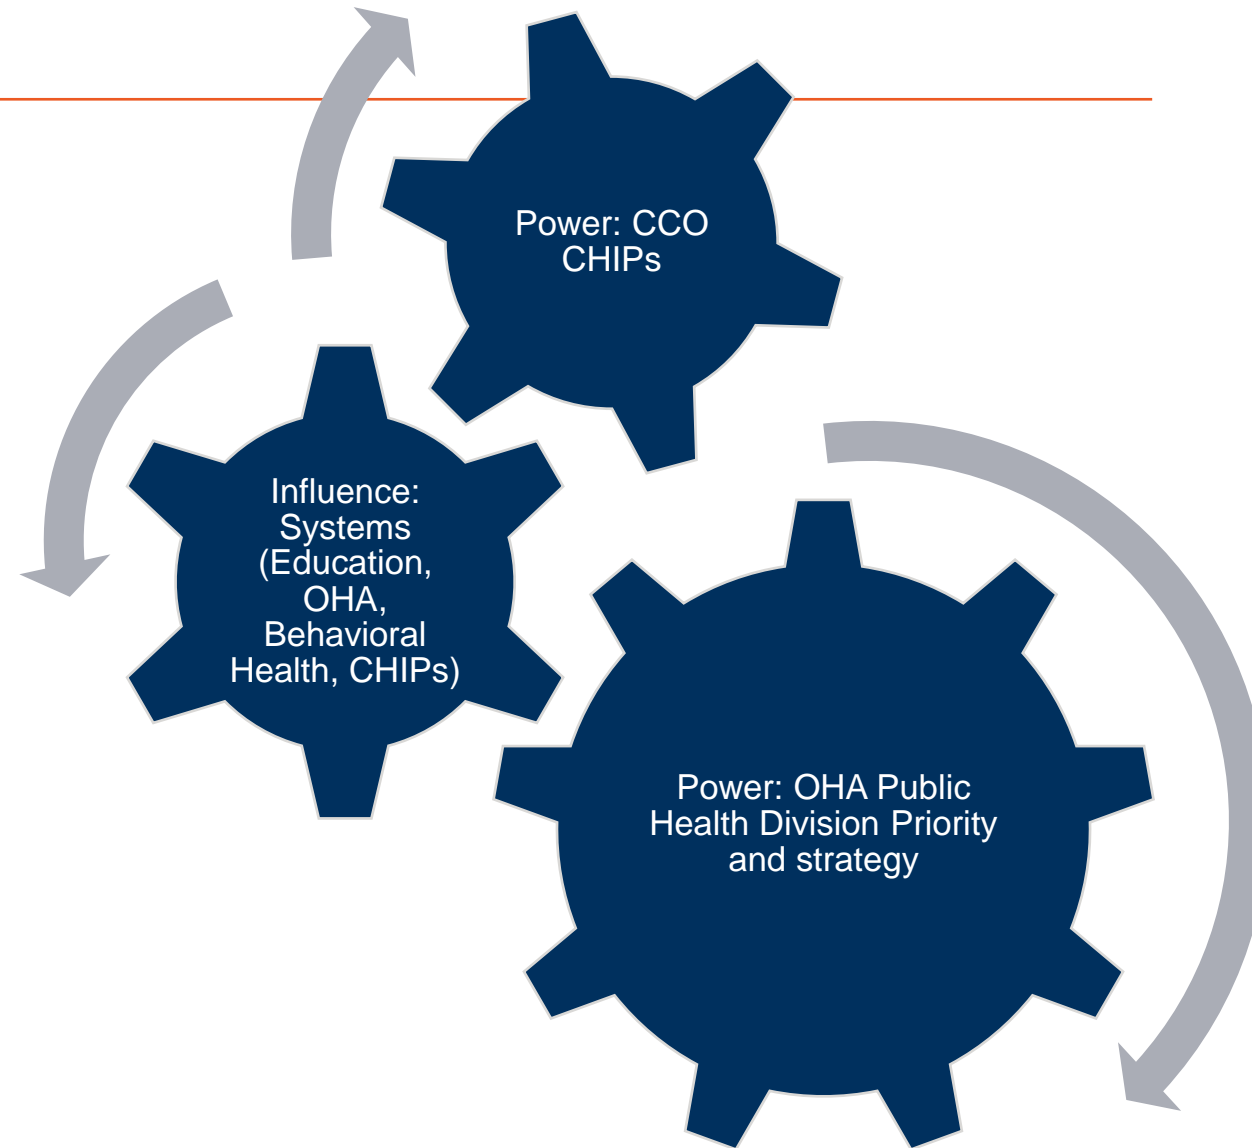 Power: CCO
CHIPs
Influence:
Systems
(Education,
OHA,
Behavioral
Health, CHIPs)
Power: OHA Public
Health Division Priority
and strategy